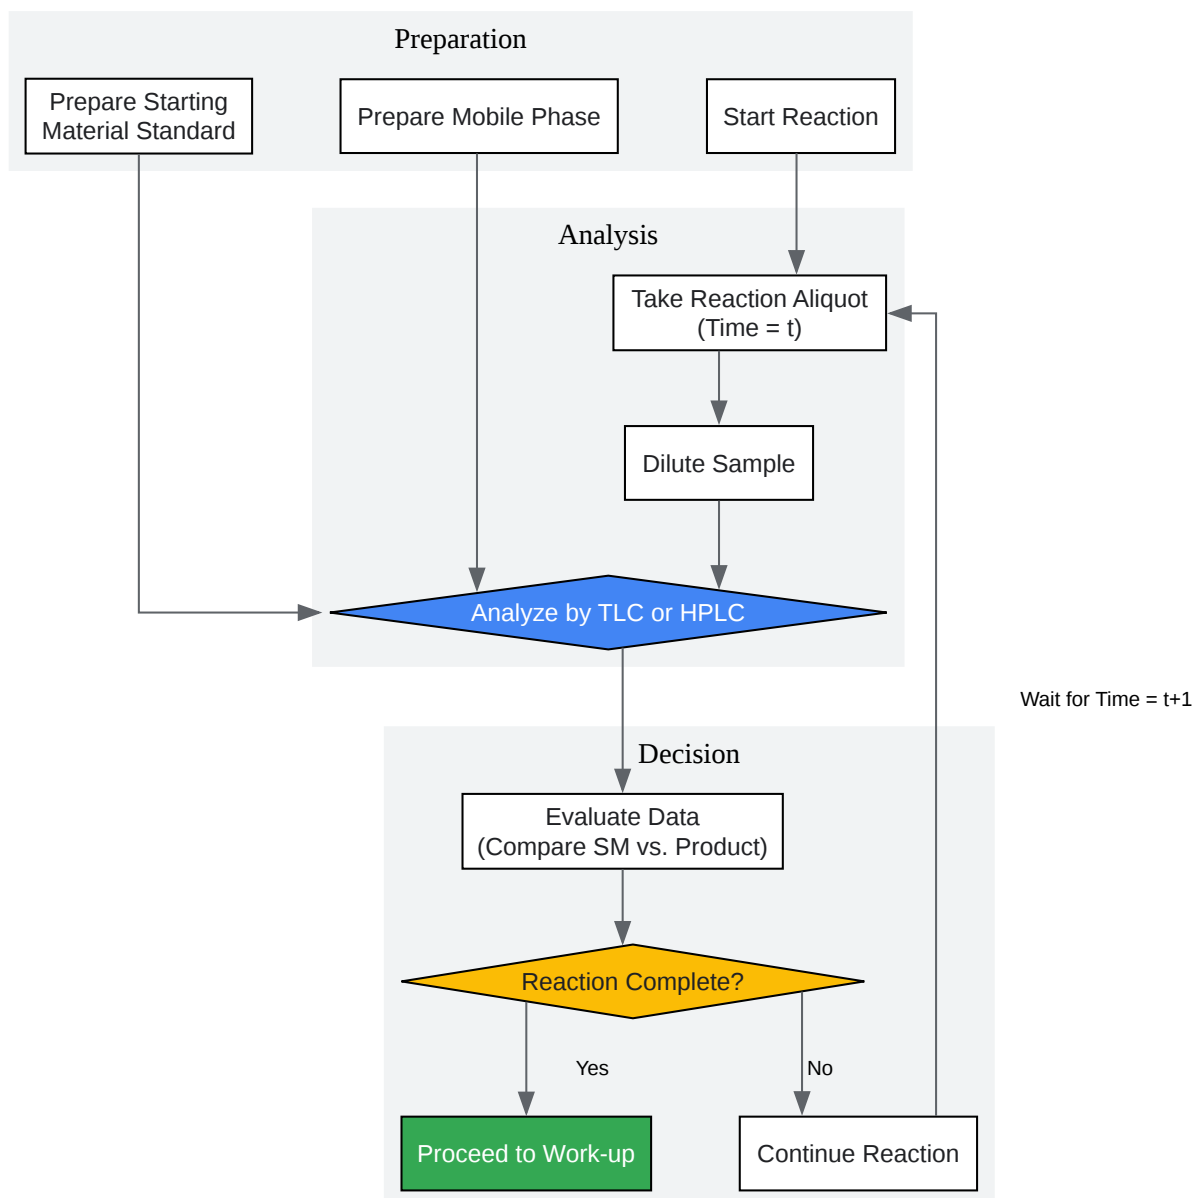 Preparation
Prepare Starting
Material Standard
Prepare Mobile Phase
Start Reaction
Analysis
Take Reaction Aliquot
(Time = t)
Dilute Sample
Analyze by TLC or HPLC
Wait for Time = t+1
Decision
Evaluate Data
(Compare SM vs. Product)
Reaction Complete?
Yes
No
Proceed to Work-up
Continue Reaction